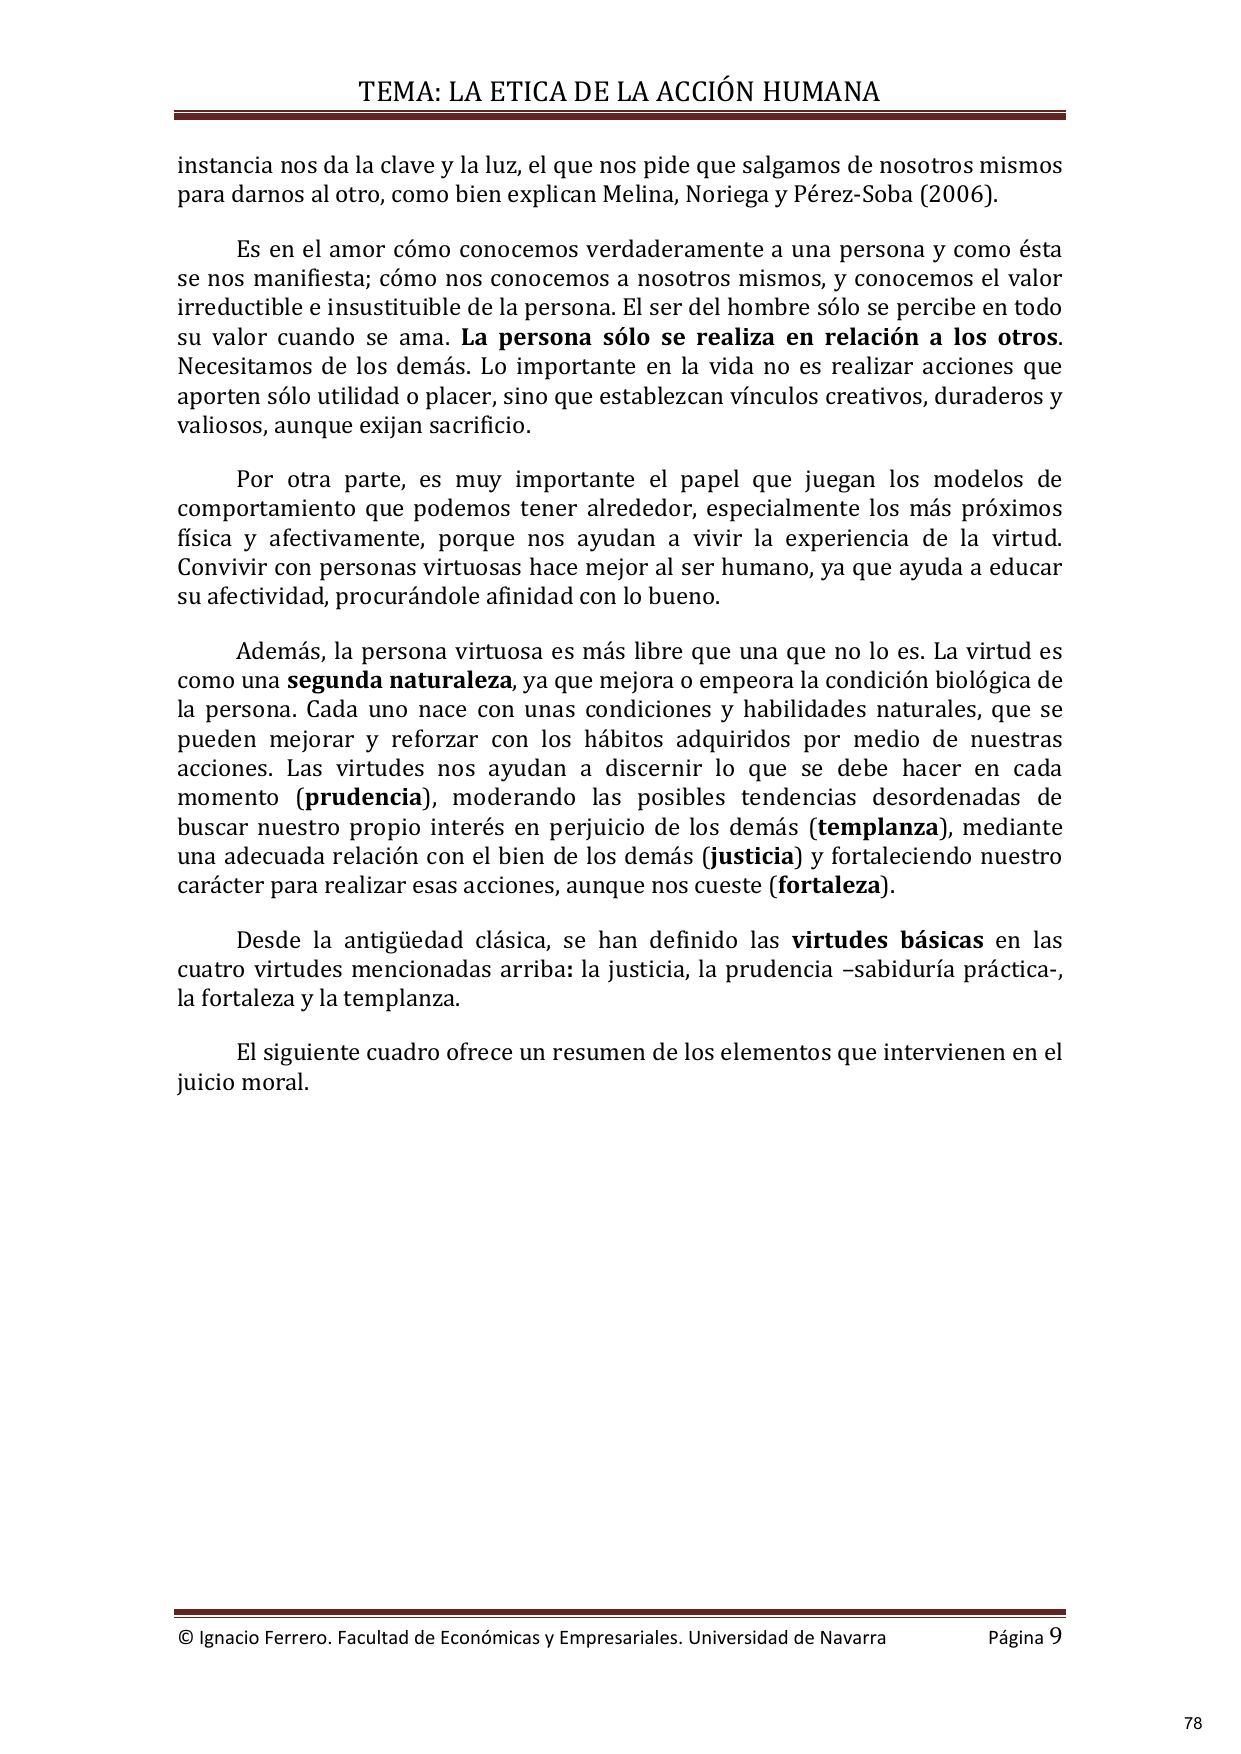 TEMA: LA ETICA DE LA ACCIÓN HUMANA
instancia nos da la clave y la luz, el que nos pide que salgamos de nosotros mismos
para darnos al otro, como bien explican Melina, Noriega y Pérez-Soba (2006).
Es en el amor cómo conocemos verdaderamente a una persona y como ésta
se nos manifiesta; cómo nos conocemos a nosotros mismos, y conocemos el valor
irreductible e insustituible de la persona. El ser del hombre sólo se percibe en todo
su valor cuando se ama. La persona sólo se realiza en relación a los otros.
Necesitamos de los demás. Lo importante en la vida no es realizar acciones que
aporten sólo utilidad o placer, sino que establezcan vínculos creativos, duraderos y
valiosos, aunque exijan sacrificio.
Por otra parte, es muy importante el papel que juegan los modelos de
comportamiento que podemos tener alrededor, especialmente los más próximos
física y afectivamente, porque nos ayudan a vivir la experiencia de la virtud.
Convivir con personas virtuosas hace mejor al ser humano, ya que ayuda a educar
su afectividad, procurándole afinidad con lo bueno.
Además, la persona virtuosa es más libre que una que no lo es. La virtud es
como una segunda naturaleza, ya que mejora o empeora la condición biológica de
la persona. Cada uno nace con unas condiciones y habilidades naturales, que se
pueden mejorar y reforzar con los hábitos adquiridos por medio de nuestras
acciones. Las virtudes nos ayudan a discernir lo que se debe hacer en cada
momento (prudencia), moderando las posibles tendencias desordenadas de
buscar nuestro propio interés en perjuicio de los demás (templanza), mediante
una adecuada relación con el bien de los demás (justicia) y fortaleciendo nuestro
carácter para realizar esas acciones, aunque nos cueste (fortaleza).
Desde la antigüedad clásica, se han definido las virtudes básicas en las
cuatro virtudes mencionadas arriba: la justicia, la prudencia –sabiduría práctica-,
la fortaleza y la templanza.
El siguiente cuadro ofrece un resumen de los elementos que intervienen en el
juicio moral.
© Ignacio Ferrero. Facultad de Económicas y Empresariales. Universidad de Navarra Página 9
78